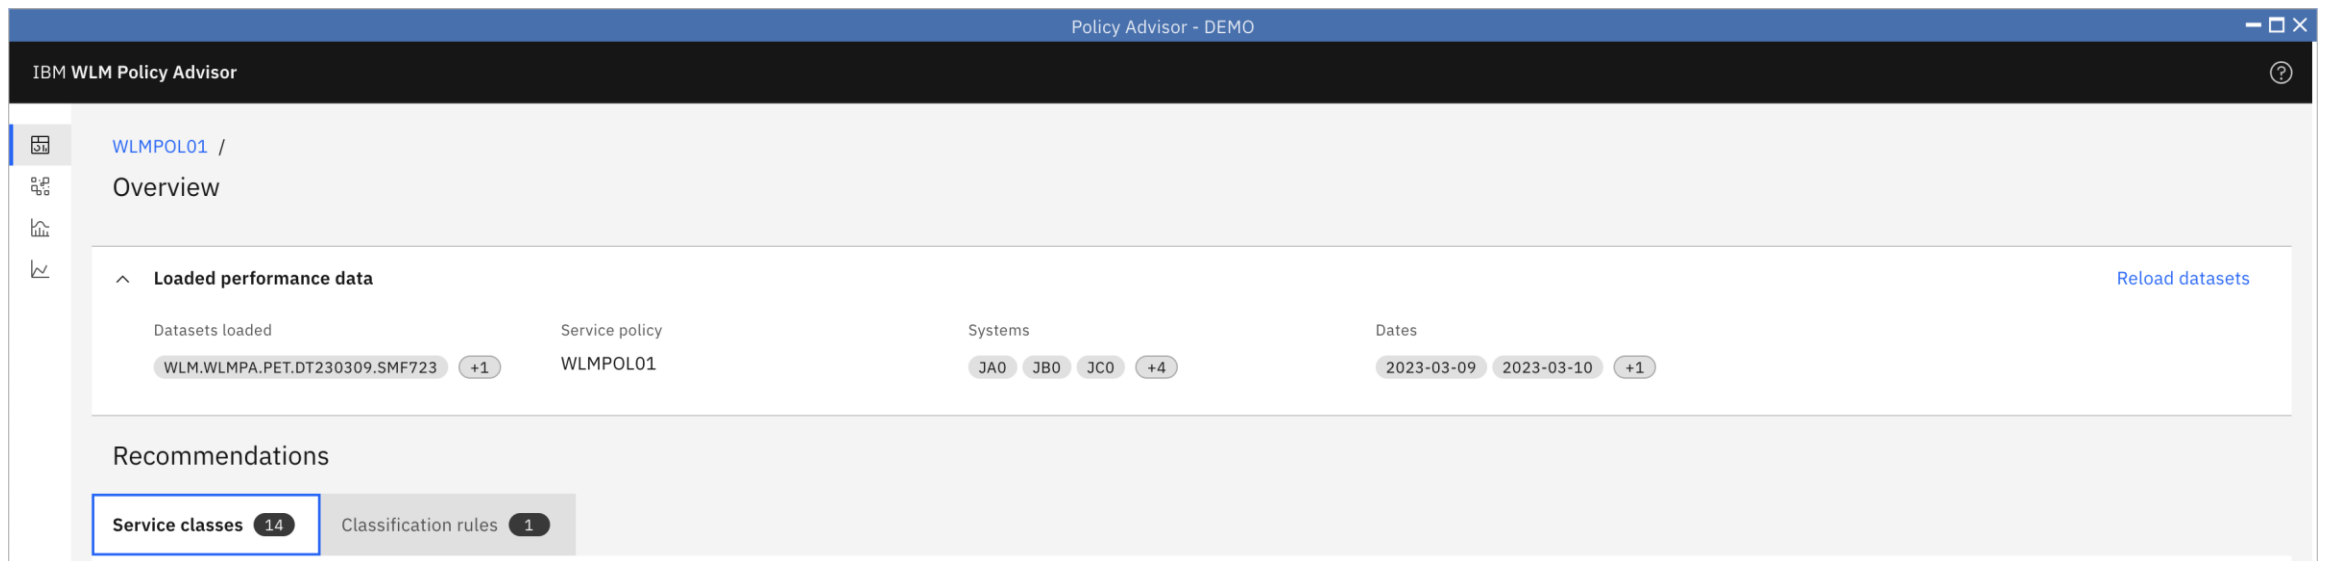 Policy Advisor - DEMO
IBM WLM Policy Advisor
WLMPOL01 /
Overview
Loaded performance data
Reload datasets
Datasets loaded
WLM.WLMPA.PET.DT230309.SMF723 +1
Service policy
WLMPOL01
Systems
JA0 JB0 JC0 +4
Dates
2023-03-09 2023-03-10 +1
Recommendations
Service classes 14
Classification rules 1